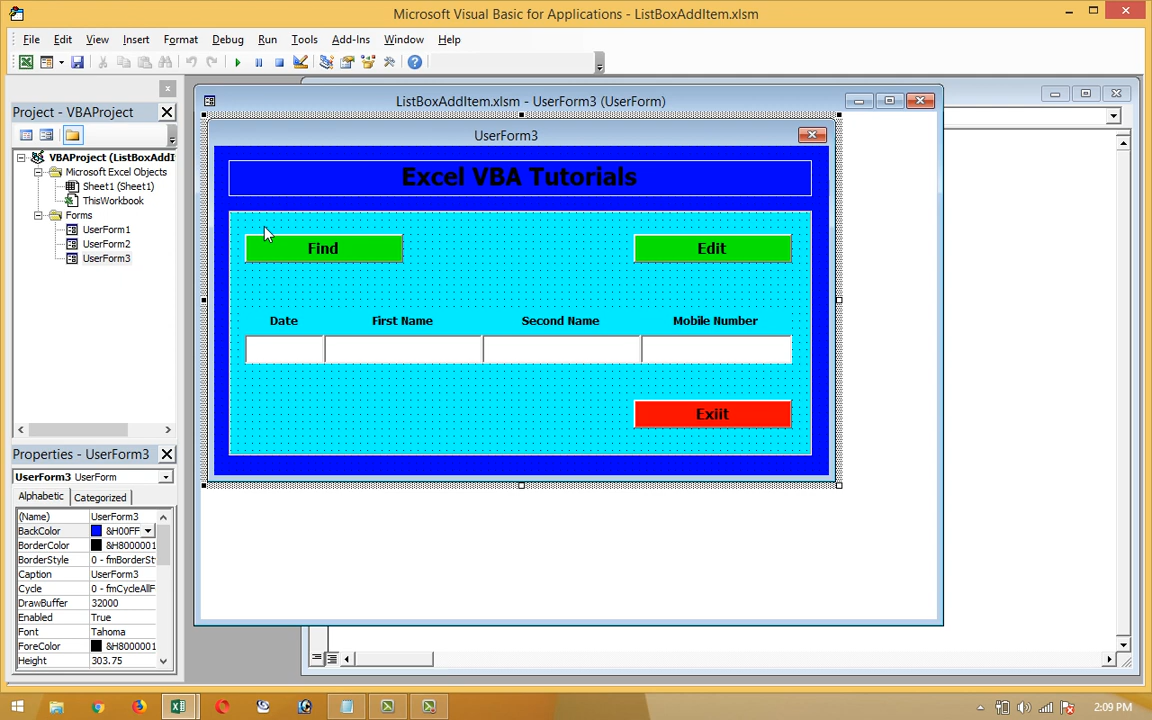 Microsoft Visual Basic for Applications - ListBoxAddItem.xlsm
File Edit View Insert Format Debug Run Tools Add-Ins Window Help
Project - VBAProject
VBAProject (ListBoxAddI
Microsoft Excel Objects
Sheet1 (Sheet1)
ThisWorkbook
Forms
UserForm1
UserForm2
UserForm3
ListBoxAddItem.xlsm - UserForm3 (UserForm)
UserForm3
Excel VBA Tutorials
Find
Edit
Date First Name Second Name Mobile Number
Exiit
Properties - UserForm3
UserForm3 UserForm
Alphabetic Categorized
(Name) UserForm3
BackColor &H00FF
BorderColor &H8000001
BorderStyle 0 - fmBorderSt
Caption UserForm3
Cycle 0 - fmCycleAllF
DrawBuffer 32000
Enabled True
Font Tahoma
ForeColor &H8000001
Height 303.75
2:09 PM